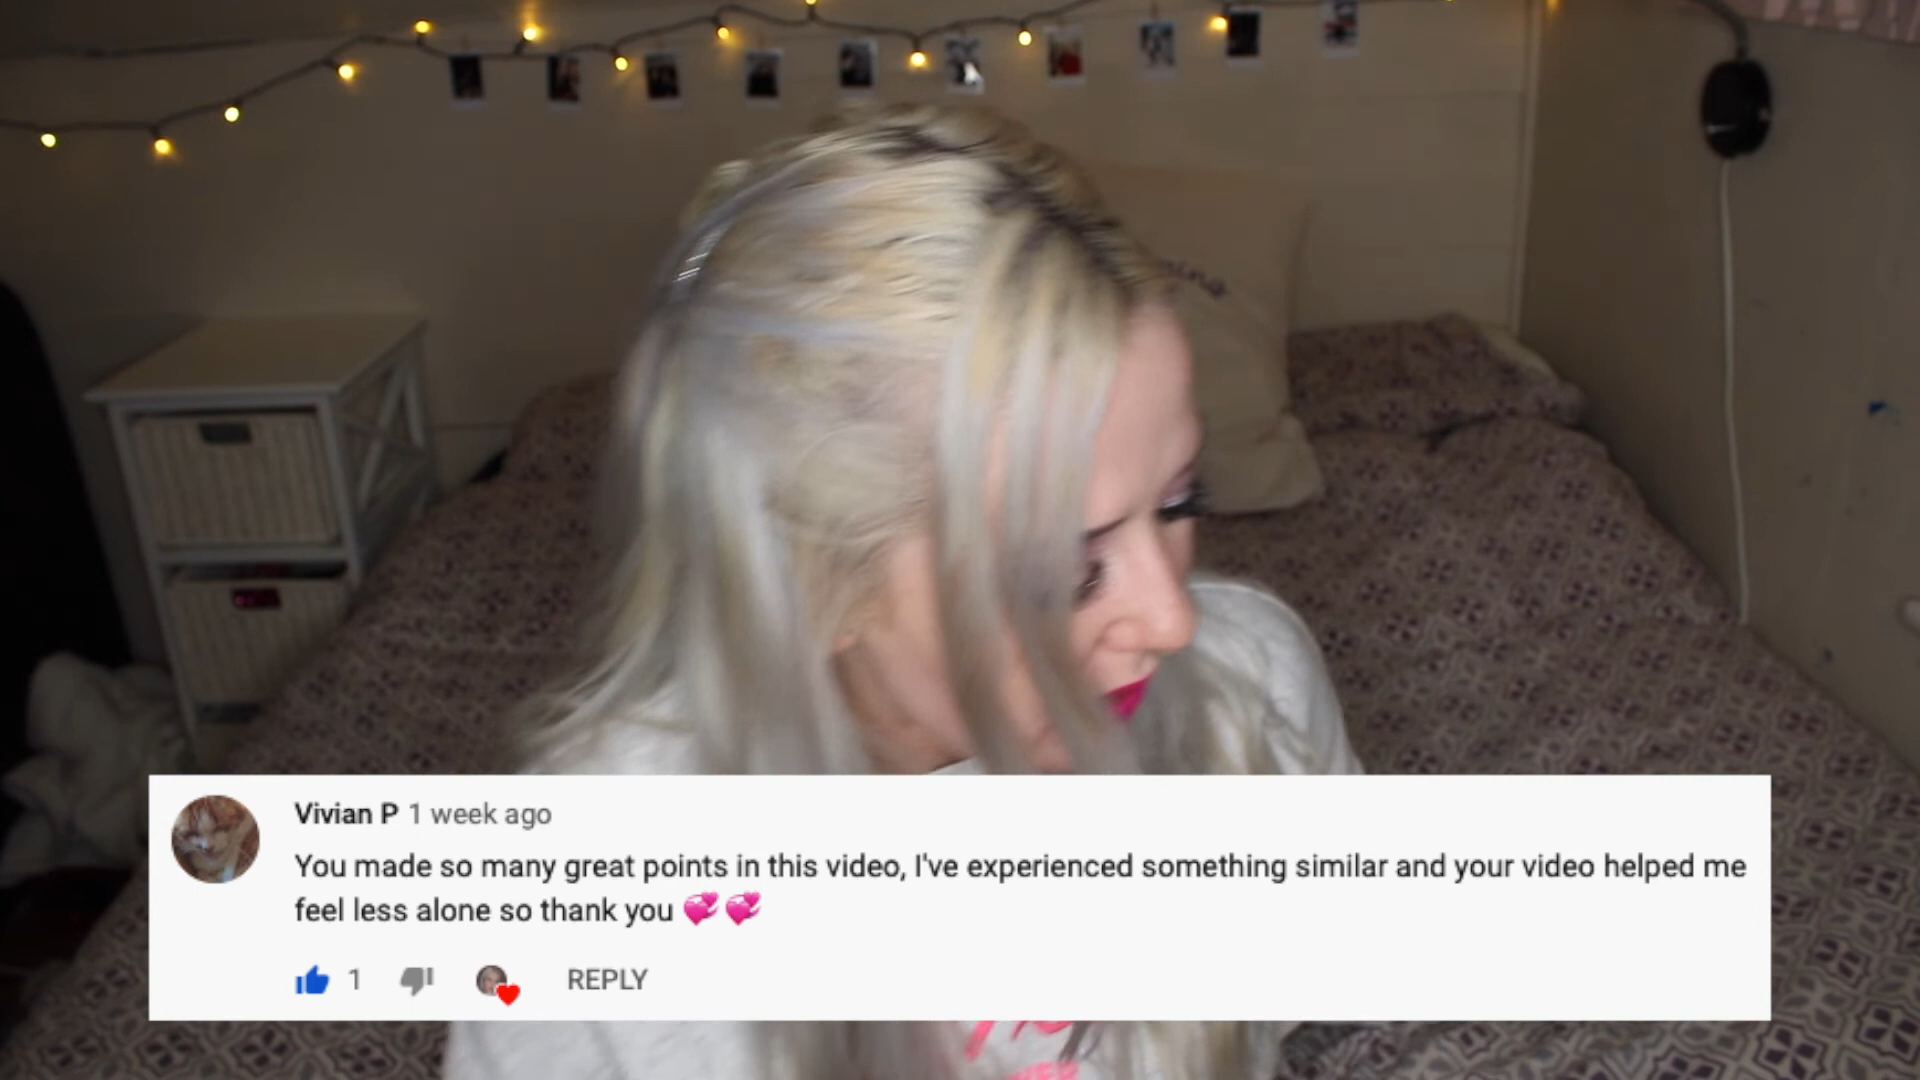 Vivian P 1 week ago
You made so many great points in this video, I've experienced something similar and your video helped me
feel less alone so thank you 💞💞
1 REPLY